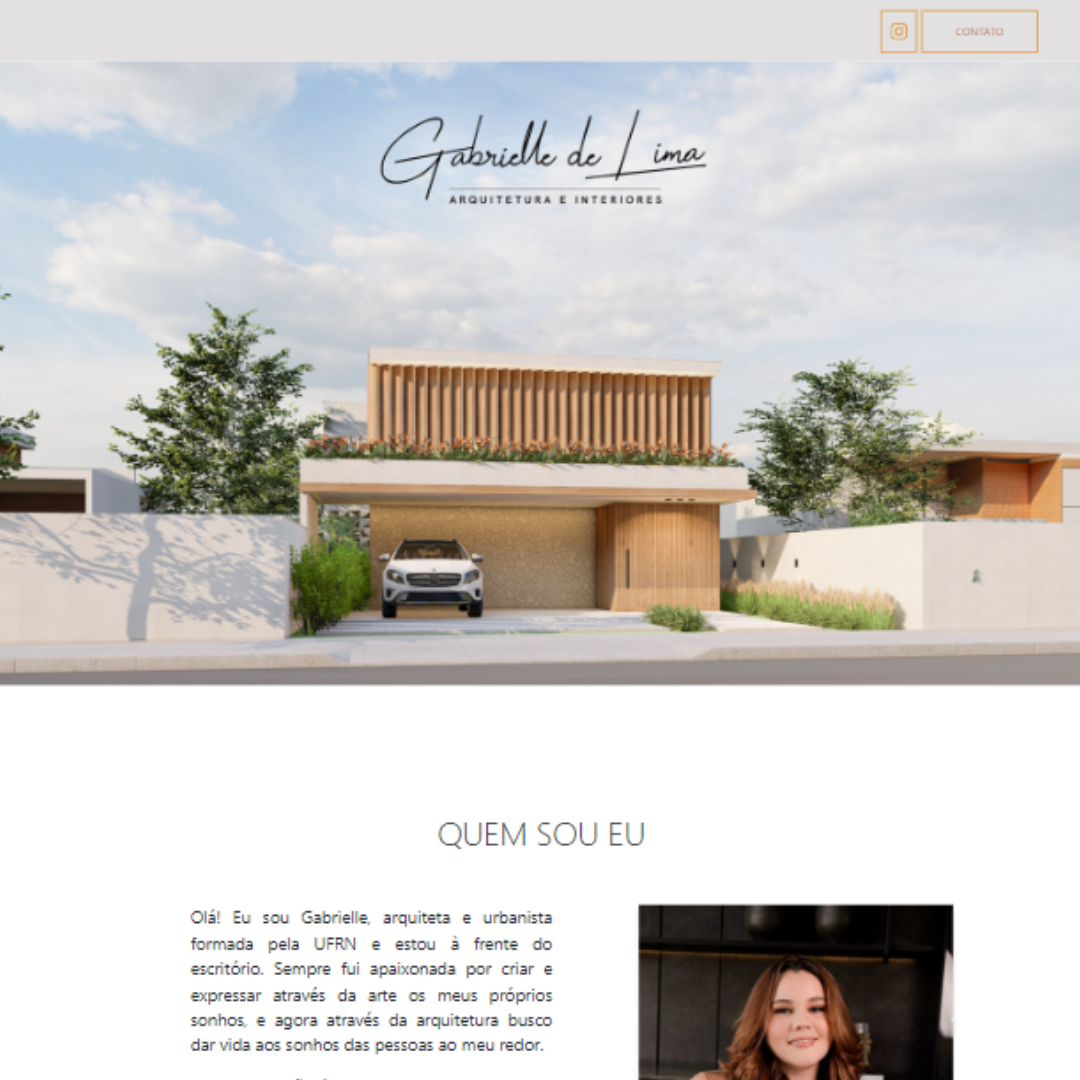 CONTATO
Gabrielle de Lima
ARQUITETURA E INTERIORES
QUEM SOU EU
Olá! Eu sou Gabrielle, arquiteta e urbanista
formada pela UFRN e estou à frente do
escritório. Sempre fui apaixonada por criar e
expressar através da arte os meus próprios
sonhos, e agora através da arquitetura busco
dar vida aos sonhos das pessoas ao meu redor.